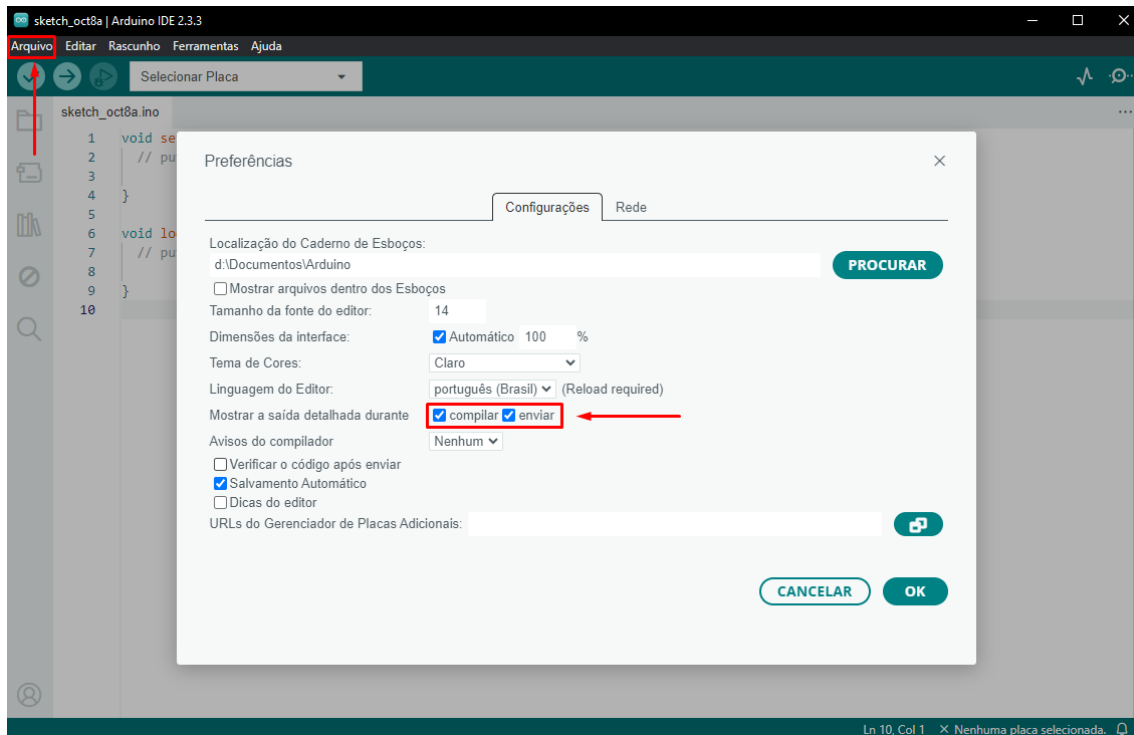 sketch_oct8a | Arduino IDE 2.3.3
Arquivo Editar Rascunho Ferramentas Ajuda
Selecionar Placa
sketch_oct8a.ino
1 void se
2 // pu
3
4 }
5
6 void lo
7 // pu
8
9 }
10
Preferências
Configurações Rede
Localização do Caderno de Esboços:
d:\Documentos\Arduino PROCURAR
Mostrar arquivos dentro dos Esboços
Tamanho da fonte do editor: 14
Dimensões da interface: Automático 100 %
Tema de Cores: Claro
Linguagem do Editor: português (Brasil) (Reload required)
Mostrar a saída detalhada durante compilar enviar
Avisos do compilador Nenhum
Verificar o código após enviar
Salvamento Automático
Dicas do editor
URLs do Gerenciador de Placas Adicionais:
CANCELAR OK
Ln 10, Col 1 × Nenhuma placa selecionada.